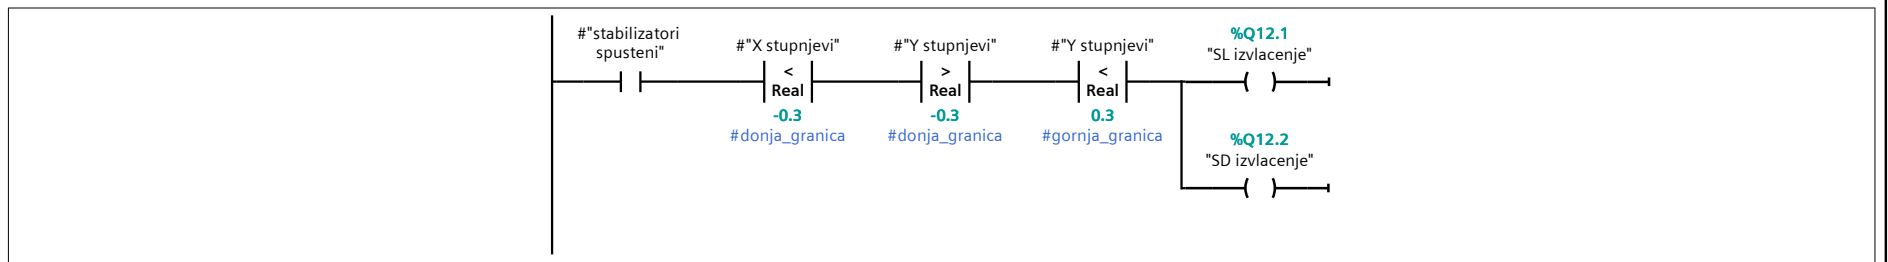 #"stabilizatori
spusteni"
#"X stupnjevi"
<
Real
-0.3
#donja_granica
#"Y stupnjevi"
>
Real
-0.3
#donja_granica
#"Y stupnjevi"
<
Real
0.3
#gornja_granica
%Q12.1
"SL izvlacenje"
%Q12.2
"SD izvlacenje"